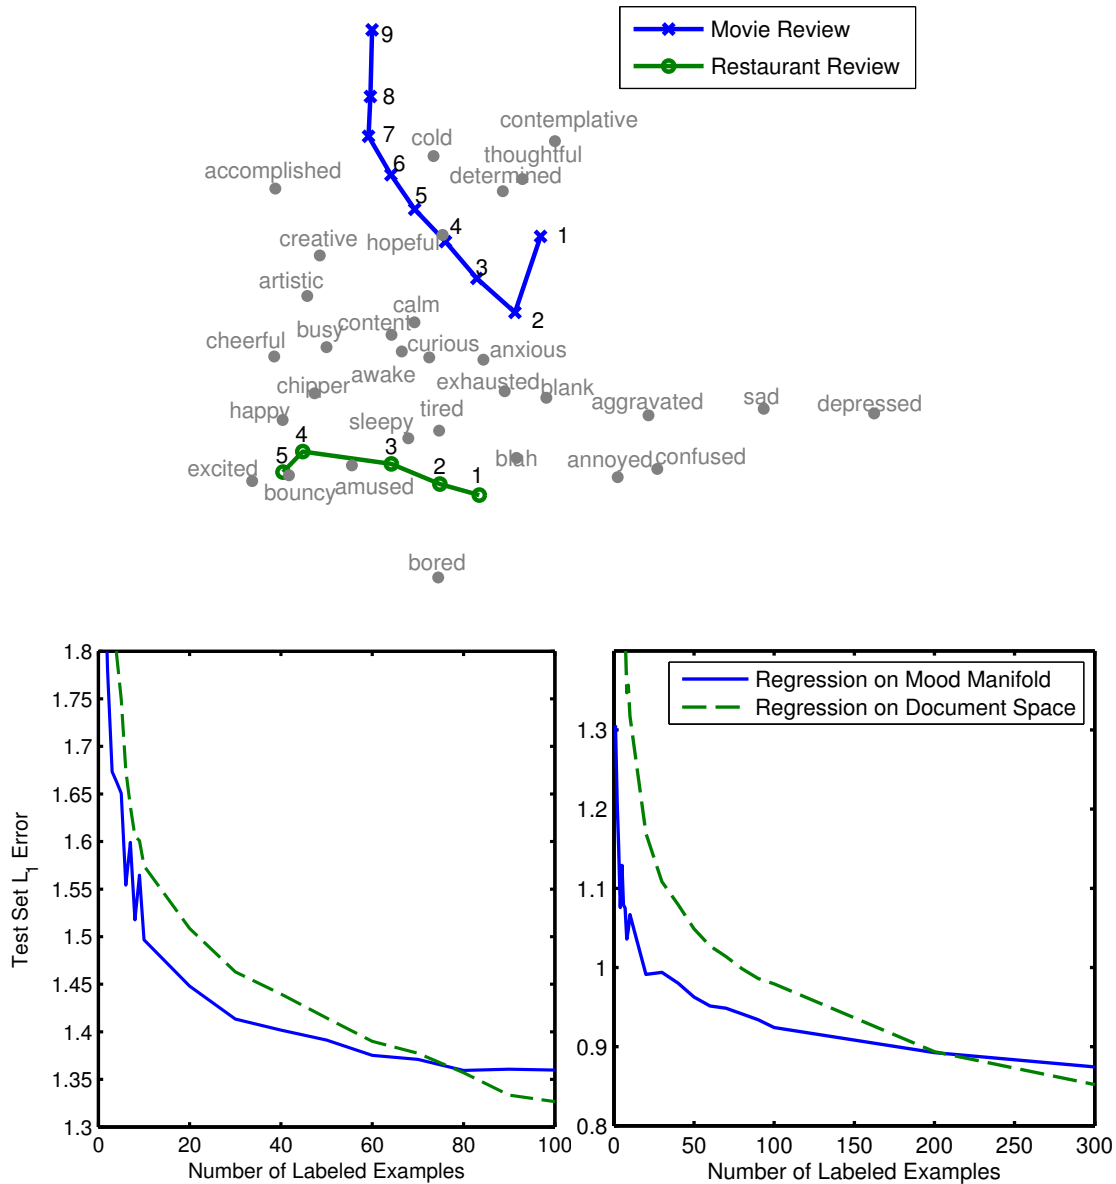 Movie Review
Restaurant Review
9
8
7
6
5
4
3
2
1
contemplative
cold
thoughtful
determined
accomplished
hopeful
creative
artistic
calm
content
busy
curious
anxious
cheerful
awake
exhausted
blank
chipper
aggravated
sad
depressed
happy
tired
sleepy
4
3
5
2
1
blah
annoyed
confused
excited
bouncy
amused
bored
1.8
1.75
1.7
1.65
1.6
1.55
1.5
1.45
1.4
1.35
1.3
0 20 40 60 80 100
Test Set L1 Error
Number of Labeled Examples
Regression on Mood Manifold
Regression on Document Space
1.3
1.2
1.1
1
0.9
0.8
0 50 100 150 200 250 300
Number of Labeled Examples